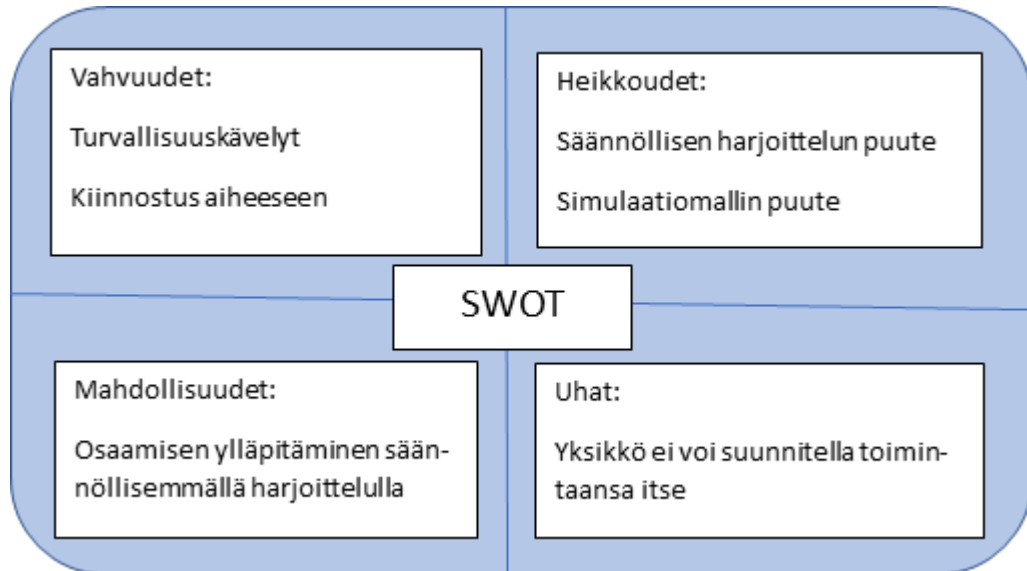 Vahvuudet:
Turvallisuuskävelyt
Kiinnostus aiheeseen
Heikkoudet:
Säännöllisen harjoittelun puute
Simulaatiomallin puute
SWOT
Mahdollisuudet:
Osaamisen ylläpitäminen sään-
nöllisemmällä harjoittelulla
Uhat:
Yksikkö ei voi suunnitella toimin-
taansa itse